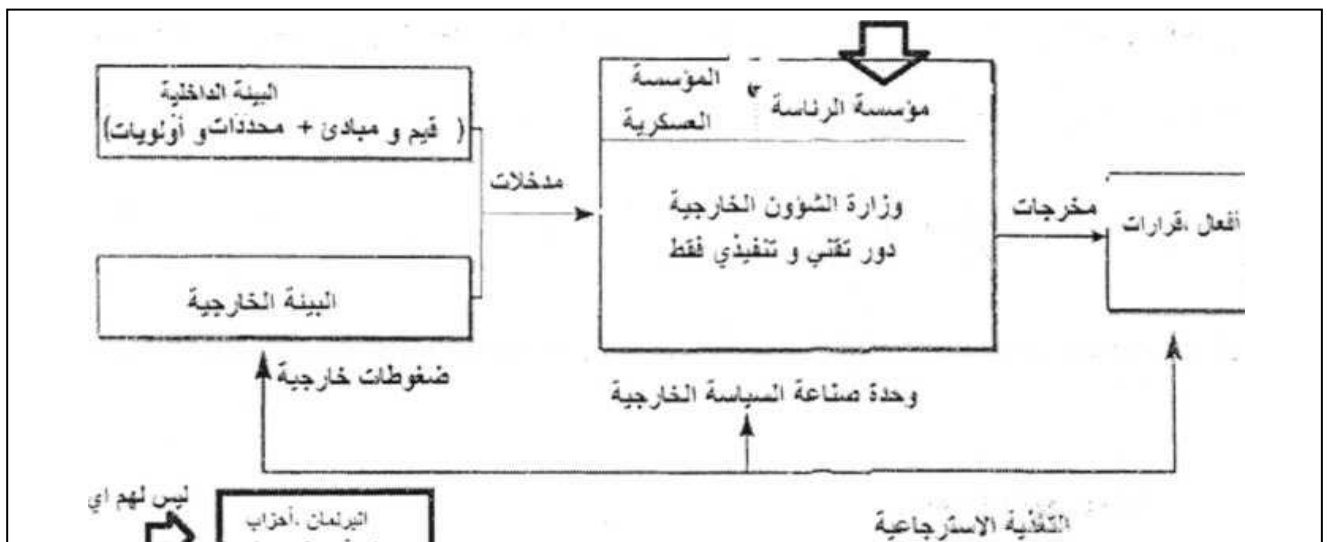 البيئة الداخلية
( قيم و مبادئ + محددات و أولويات)
البيئة الخارجية
مدخلات
المؤسسة
العسكرية
مؤسسة الرئاسة
وزارة الشؤون الخارجية
دور تقني و تنفيذي فقط
مخرجات
أفعال ،قرارات
ضغوطات خارجية
وحدة صناعة السياسة الخارجية
ليس لهم اي
البرلمان ،أحزاب
التغذية الاسترجاعية